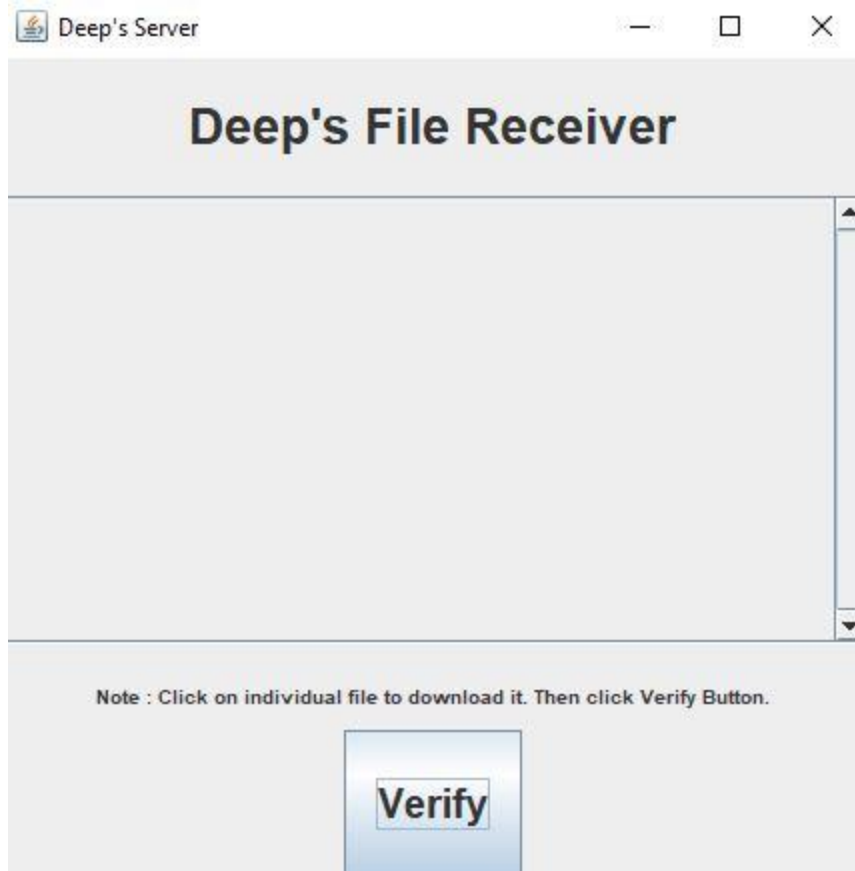 Deep's Server
Deep's File Receiver
Note : Click on individual file to download it. Then click Verify Button.
Verify